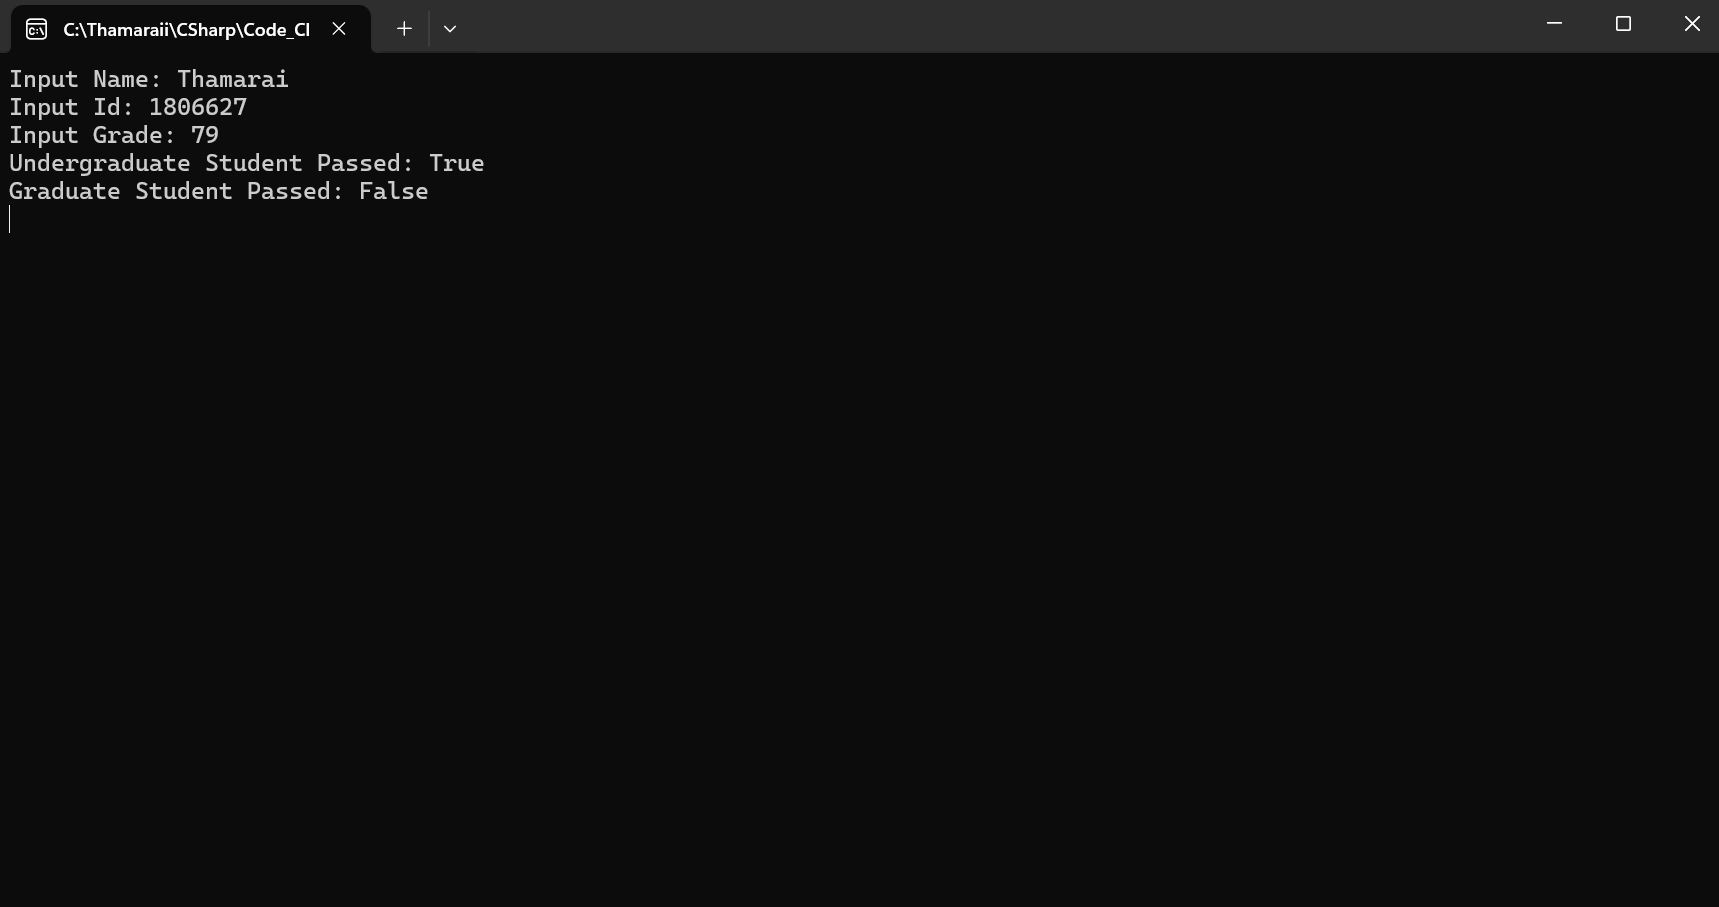 C:\Thamaraii\CSharp\Code_Cl
Input Name: Thamarai
Input Id: 1806627
Input Grade: 79
Undergraduate Student Passed: True
Graduate Student Passed: False